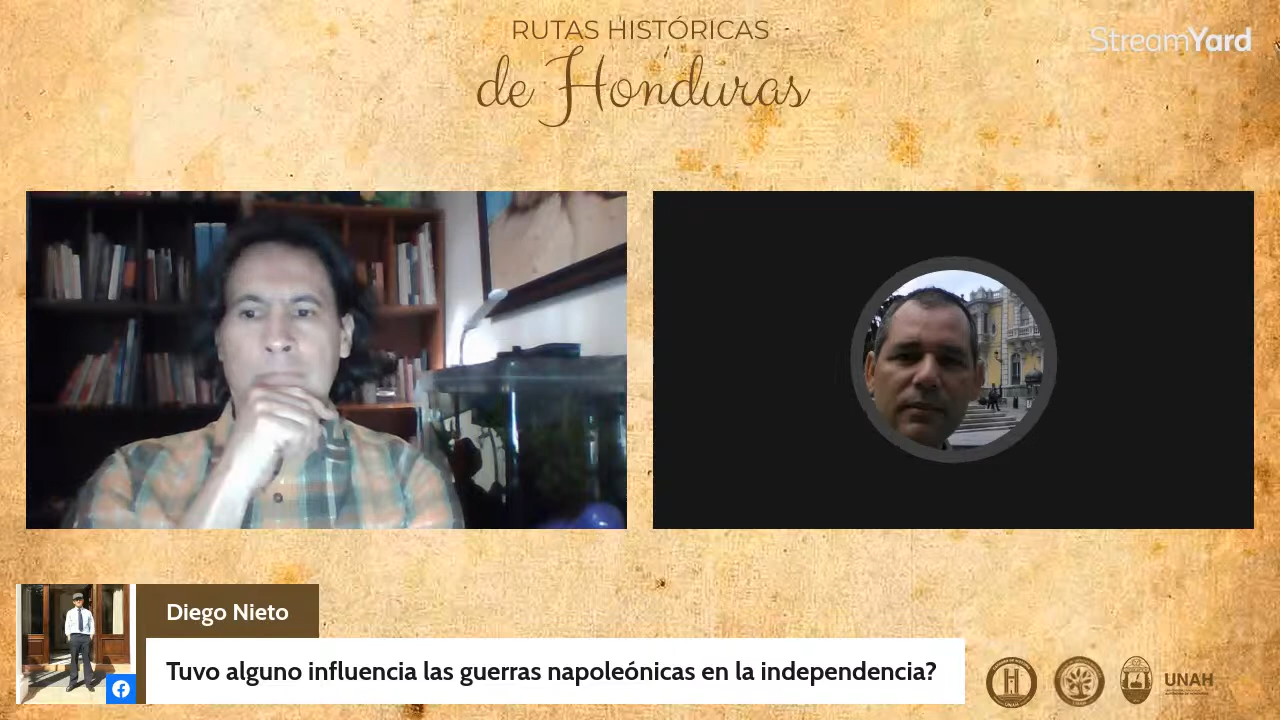 RUTAS HISTÓRICAS
de Honduras
StreamYard
Diego Nieto
Tuvo alguno influencia las guerras napoleónicas en la independencia?
UNAH